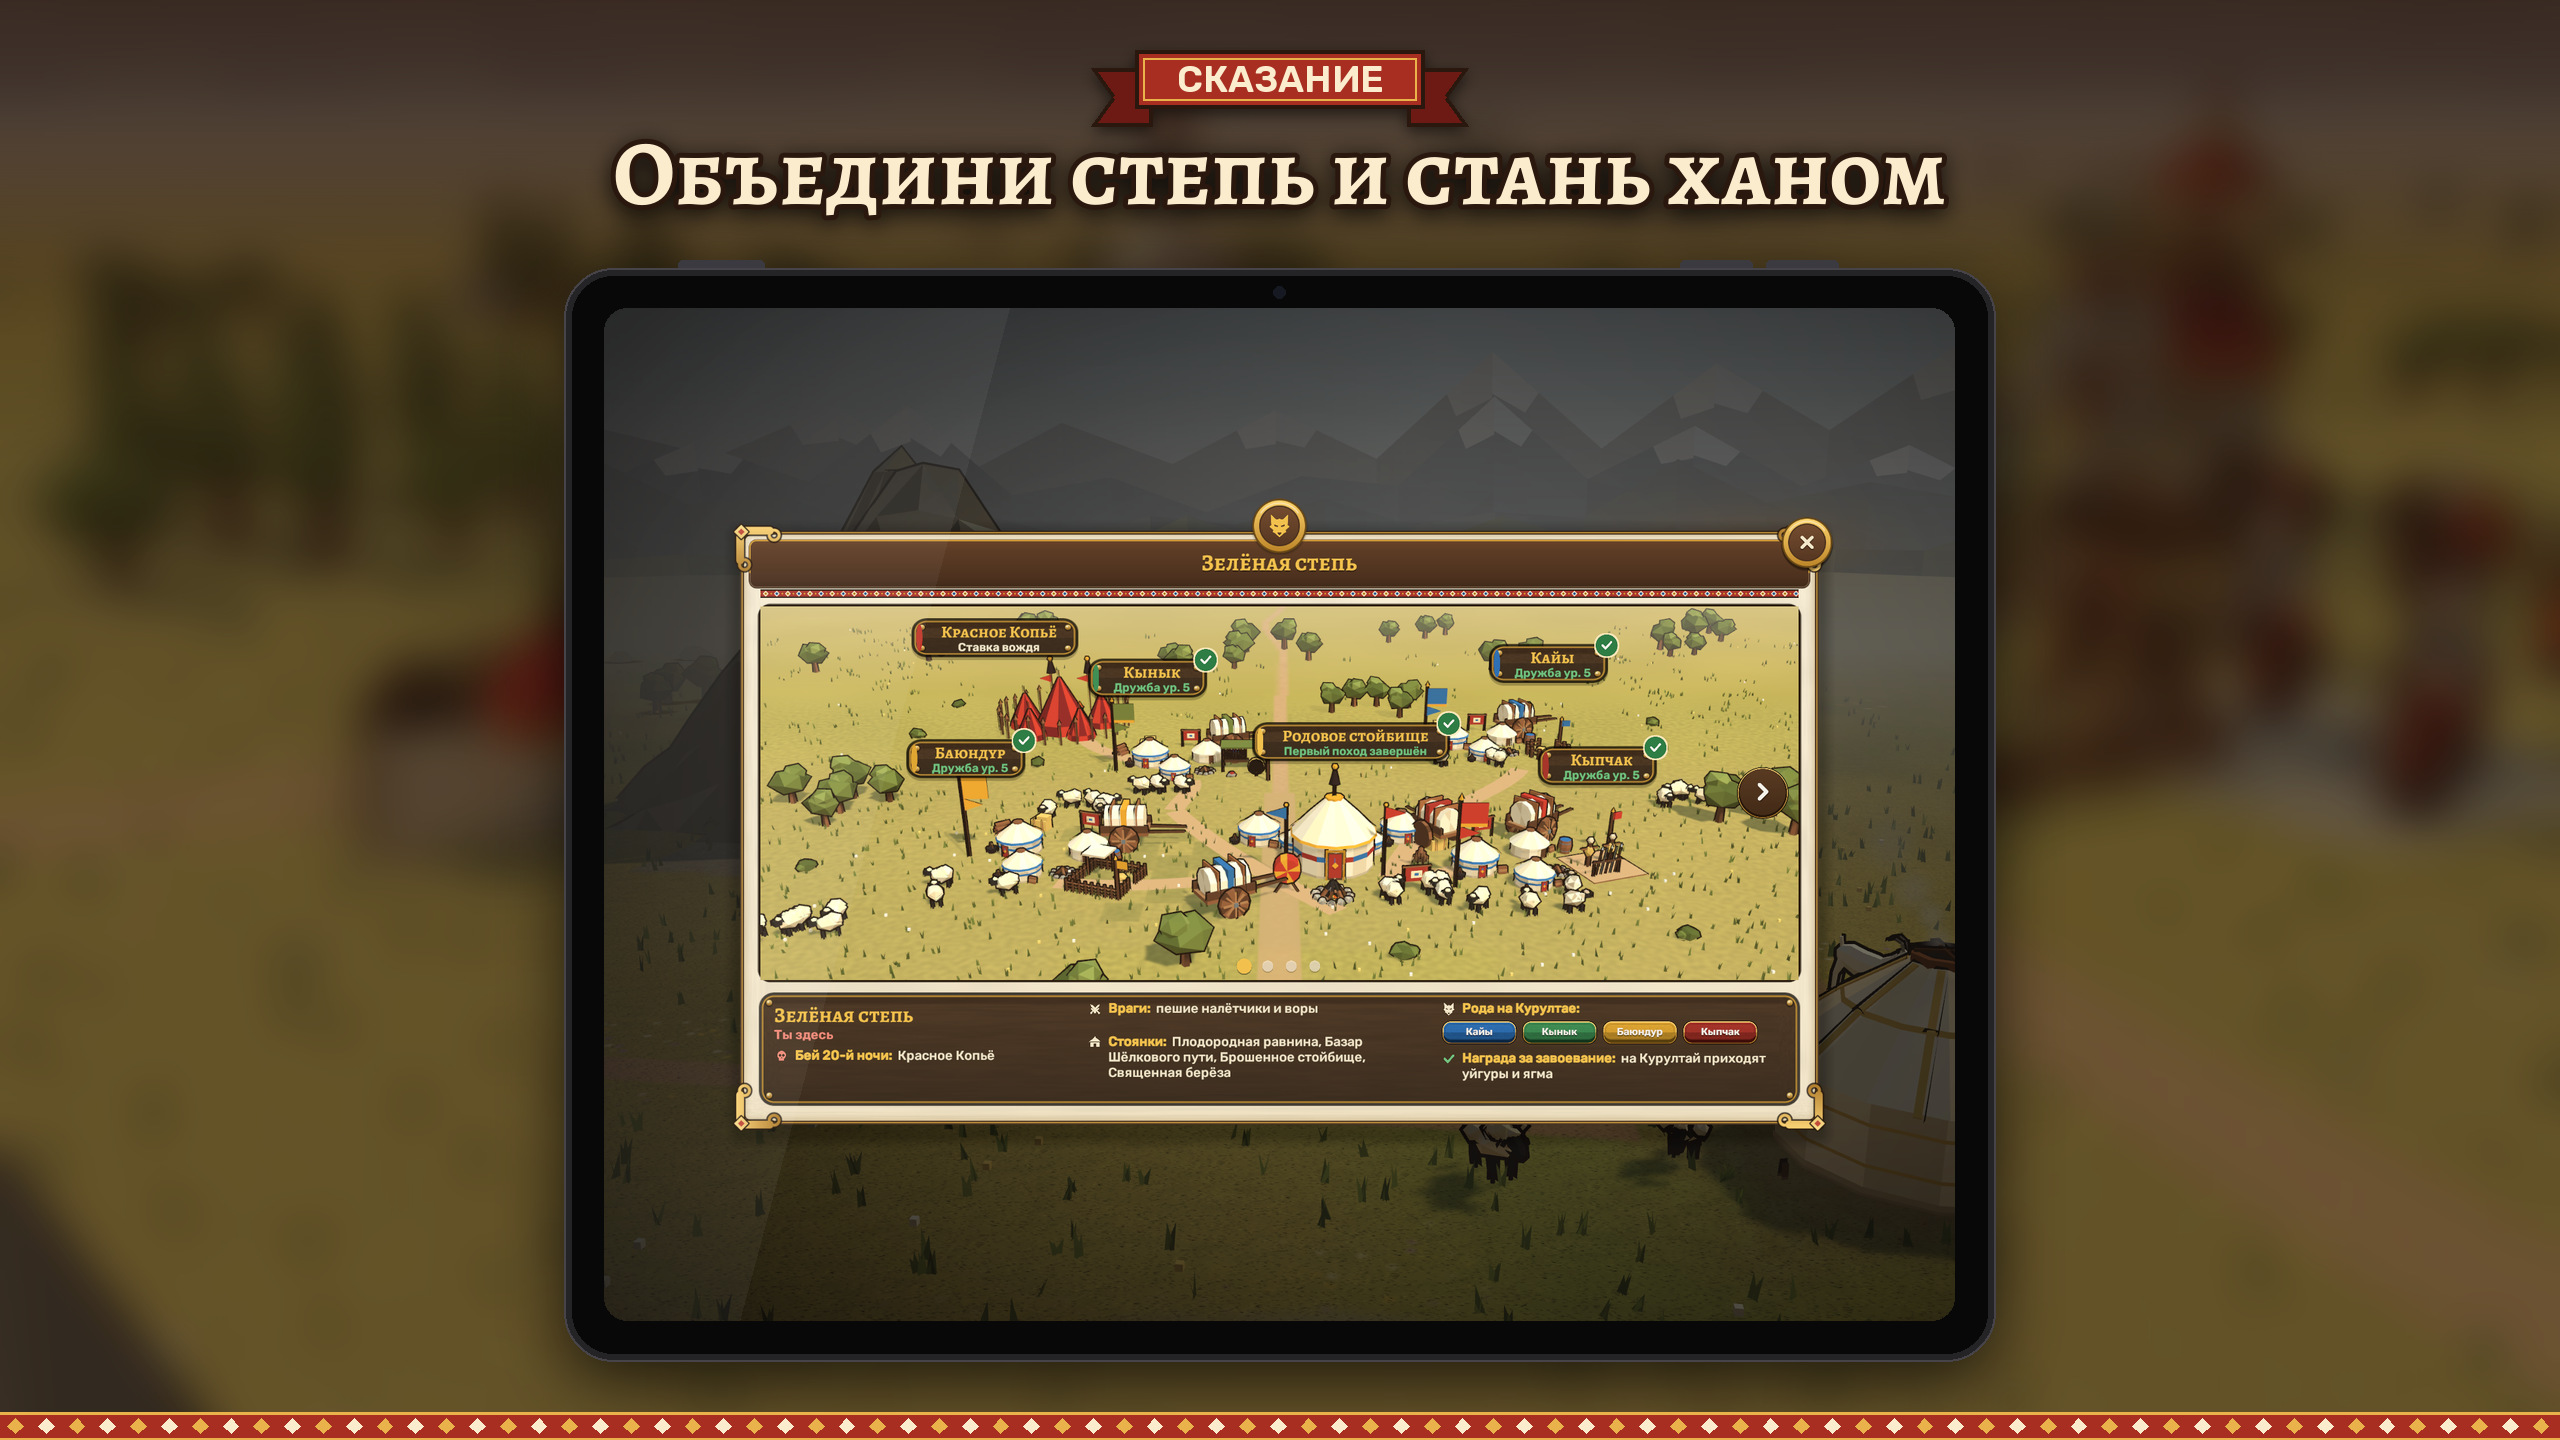 СКАЗАНИЕ
Объедини степь и стань ханом
Зелёная степь
Красное Копьё
Ставка вождя
Кынык
Дружба ур. 5
Кайы
Дружба ур. 5
Баюндур
Дружба ур. 5
Родовое стойбище
Первый поход завершён
Кыпчак
Дружба ур. 5
Зелёная степь
Ты здесь
Бей 20-й ночи: Красное Копьё
Враги: пешие налётчики и воры
Стоянки: Плодородная равнина, Базар
Шёлкового пути, Брошенное стойбище,
Священная берёза
Рода на Курултае:
Кайы Кынык Баюндур Кыпчак
Награда за завоевание: на Курултай приходят
уйгуры и ягма